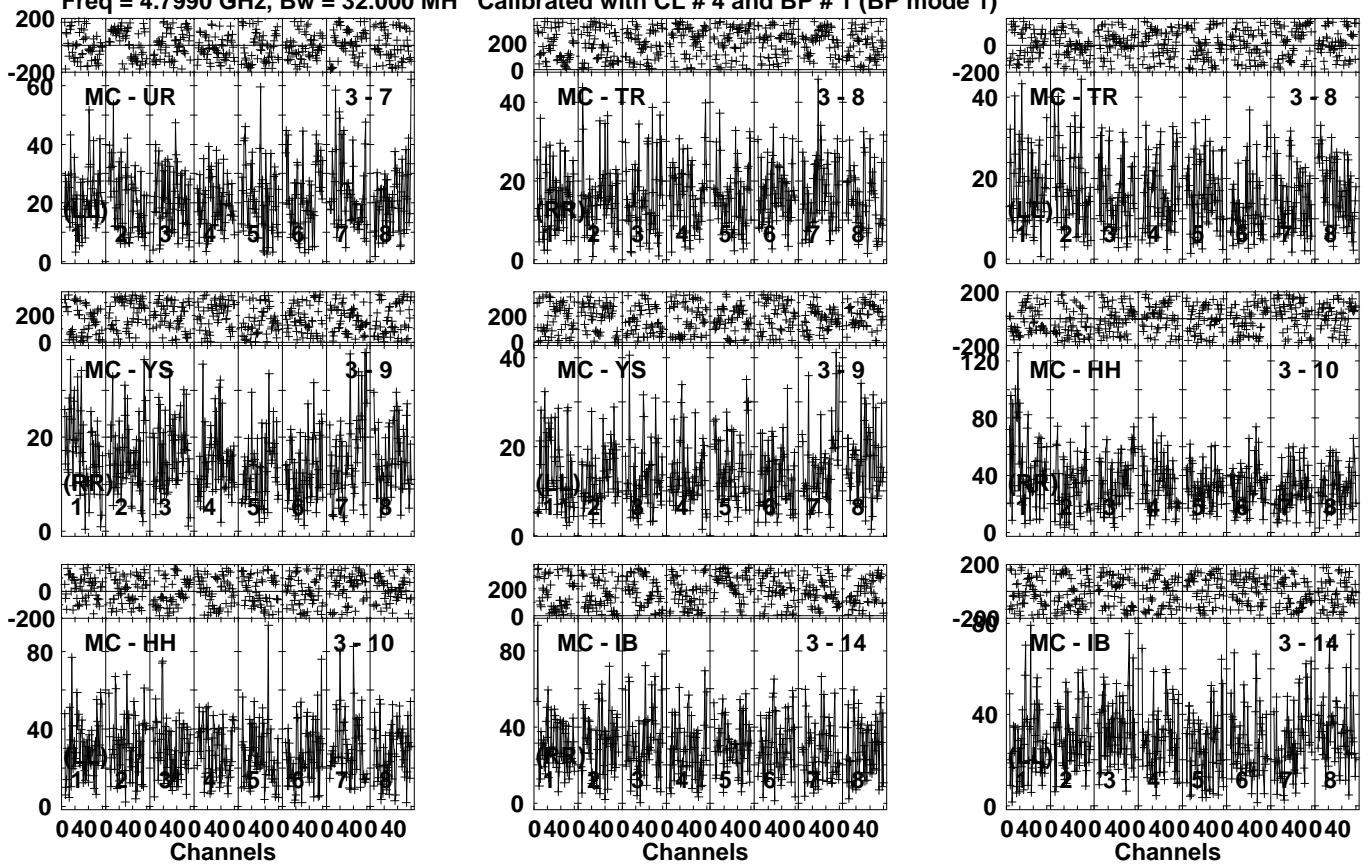 Freq = 4.7990 GHz, Bw = 32.000 MH Calibrated with CL # 4 and BP # 1 (BP mode 1)
200
-200
60
40
20
0
MC - UR 3 - 7
(LL)
1 2 3 4 5 6 7 8
200
0
40
20
0
MC - TR 3 - 8
(RR)
1 2 3 4 5 6 7 8
0
-200
40
20
0
MC - TR 3 - 8
(LL)
1 2 3 4 5 6 7 8
200
0
20
0
MC - YS 3 - 9
(RR)
1 2 3 4 5 6 7 8
200
0
40
20
0
MC - YS 3 - 9
(LL)
1 2 3 4 5 6 7 8
200
-200
120
80
40
0
MC - HH 3 - 10
(RR)
1 2 3 4 5 6 7 8
0
-200
80
40
0
MC - HH 3 - 10
(LL)
1 2 3 4 5 6 7 8
200
0
80
40
0
MC - IB 3 - 14
(RR)
1 2 3 4 5 6 7 8
200
-200
80
40
0
MC - IB 3 - 14
(LL)
1 2 3 4 5 6 7 8
0 40 0 40 0 40 0 40 0 40 0 40 0 40 0 40
Channels
0 40 0 40 0 40 0 40 0 40 0 40 0 40 0 40
Channels
0 40 0 40 0 40 0 40 0 40 0 40 0 40 0 40
Channels